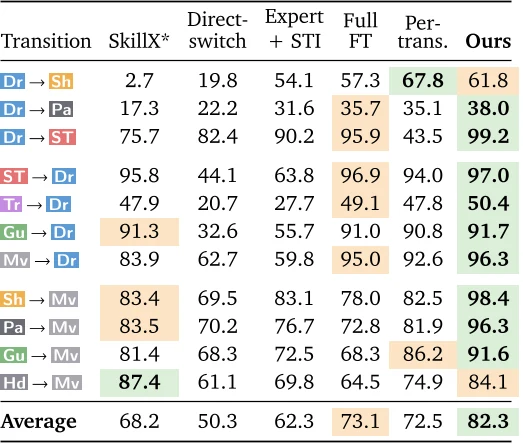 Transition SkillX* Direct-switch Expert + STI Full FT Per-trans. Ours
Dr → Sh 2.7 19.8 54.1 57.3 67.8 61.8
Dr → Pa 17.3 22.2 31.6 35.7 35.1 38.0
Dr → ST 75.7 82.4 90.2 95.9 43.5 99.2
ST → Dr 95.8 44.1 63.8 96.9 94.0 97.0
Tr → Dr 47.9 20.7 27.7 49.1 47.8 50.4
Gu → Dr 91.3 32.6 55.7 91.0 90.8 91.7
Mv → Dr 83.9 62.7 59.8 95.0 92.6 96.3
Sh → Mv 83.4 69.5 83.1 78.0 82.5 98.4
Pa → Mv 83.5 70.2 76.7 72.8 81.9 96.3
Gu → Mv 81.4 68.3 72.5 68.3 86.2 91.6
Hd → Mv 87.4 61.1 69.8 64.5 74.9 84.1
Average 68.2 50.3 62.3 73.1 72.5 82.3